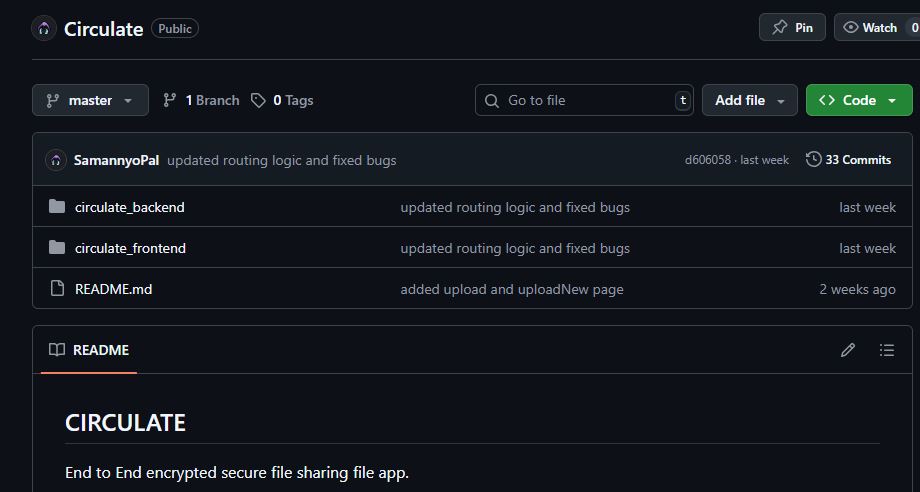 Circulate Public Pin Watch 0
master 1 Branch 0 Tags Go to file t Add file Code
SamannyoPal updated routing logic and fixed bugs d606058 · last week 33 Commits
circulate_backend updated routing logic and fixed bugs last week
circulate_frontend updated routing logic and fixed bugs last week
README.md added upload and uploadNew page 2 weeks ago
README
CIRCULATE
End to End encrypted secure file sharing file app.